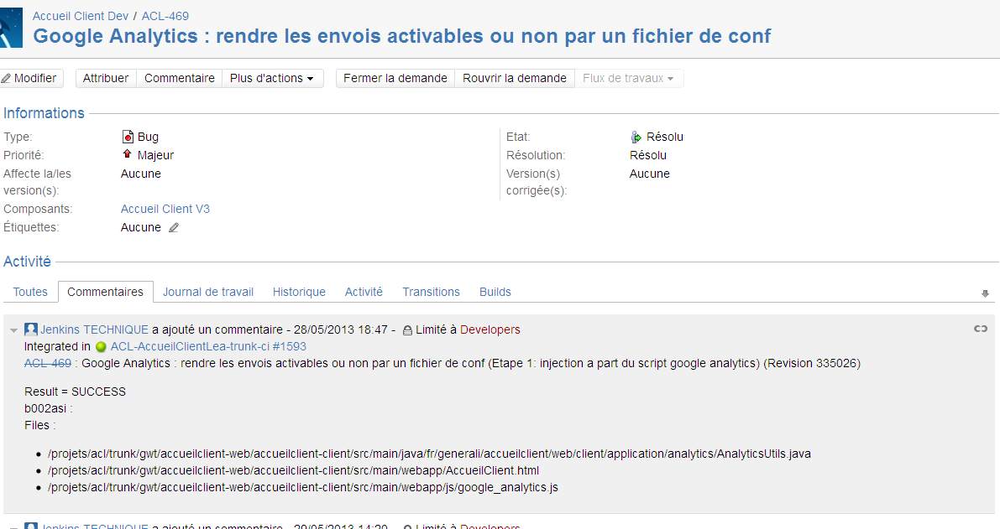 Accueil Client Dev / ACL-469
Google Analytics : rendre les envois activables ou non par un fichier de conf
Modifier Attribuer Commentaire Plus d'actions Fermer la demande Rouvrir la demande Flux de travaux
Informations
Type: Bug
Priorité: Majeur
Affecte la/les version(s): Aucune
Composants: Accueil Client V3
Étiquettes: Aucune
Etat: Résolu
Résolution: Résolu
Version(s) corrigée(s): Aucune
Activité
Toutes Commentaires Journal de travail Historique Activité Transitions Builds
Jenkins TECHNIQUE a ajouté un commentaire - 28/05/2013 18:47 - Limité à Developers
Integrated in ACL-AccueilClientLea-trunk-ci #1593
ACL-469 : Google Analytics : rendre les envois activables ou non par un fichier de conf (Etape 1: injection a part du script google analytics) (Revision 335026)
Result = SUCCESS
b002asi :
Files :
• /projets/acl/trunk/gwt/accueilclient-web/accueilclient-client/src/main/java/fr/generali/accueilclient/web/client/application/analytics/AnalyticsUtils.java
• /projets/acl/trunk/gwt/accueilclient-web/accueilclient-client/src/main/webapp/AccueilClient.html
• /projets/acl/trunk/gwt/accueilclient-web/accueilclient-client/src/main/webapp/js/google_analytics.js
Jenkins TECHNIQUE a ajouté un commentaire - 29/05/2013 14:20 - Limité à Developers